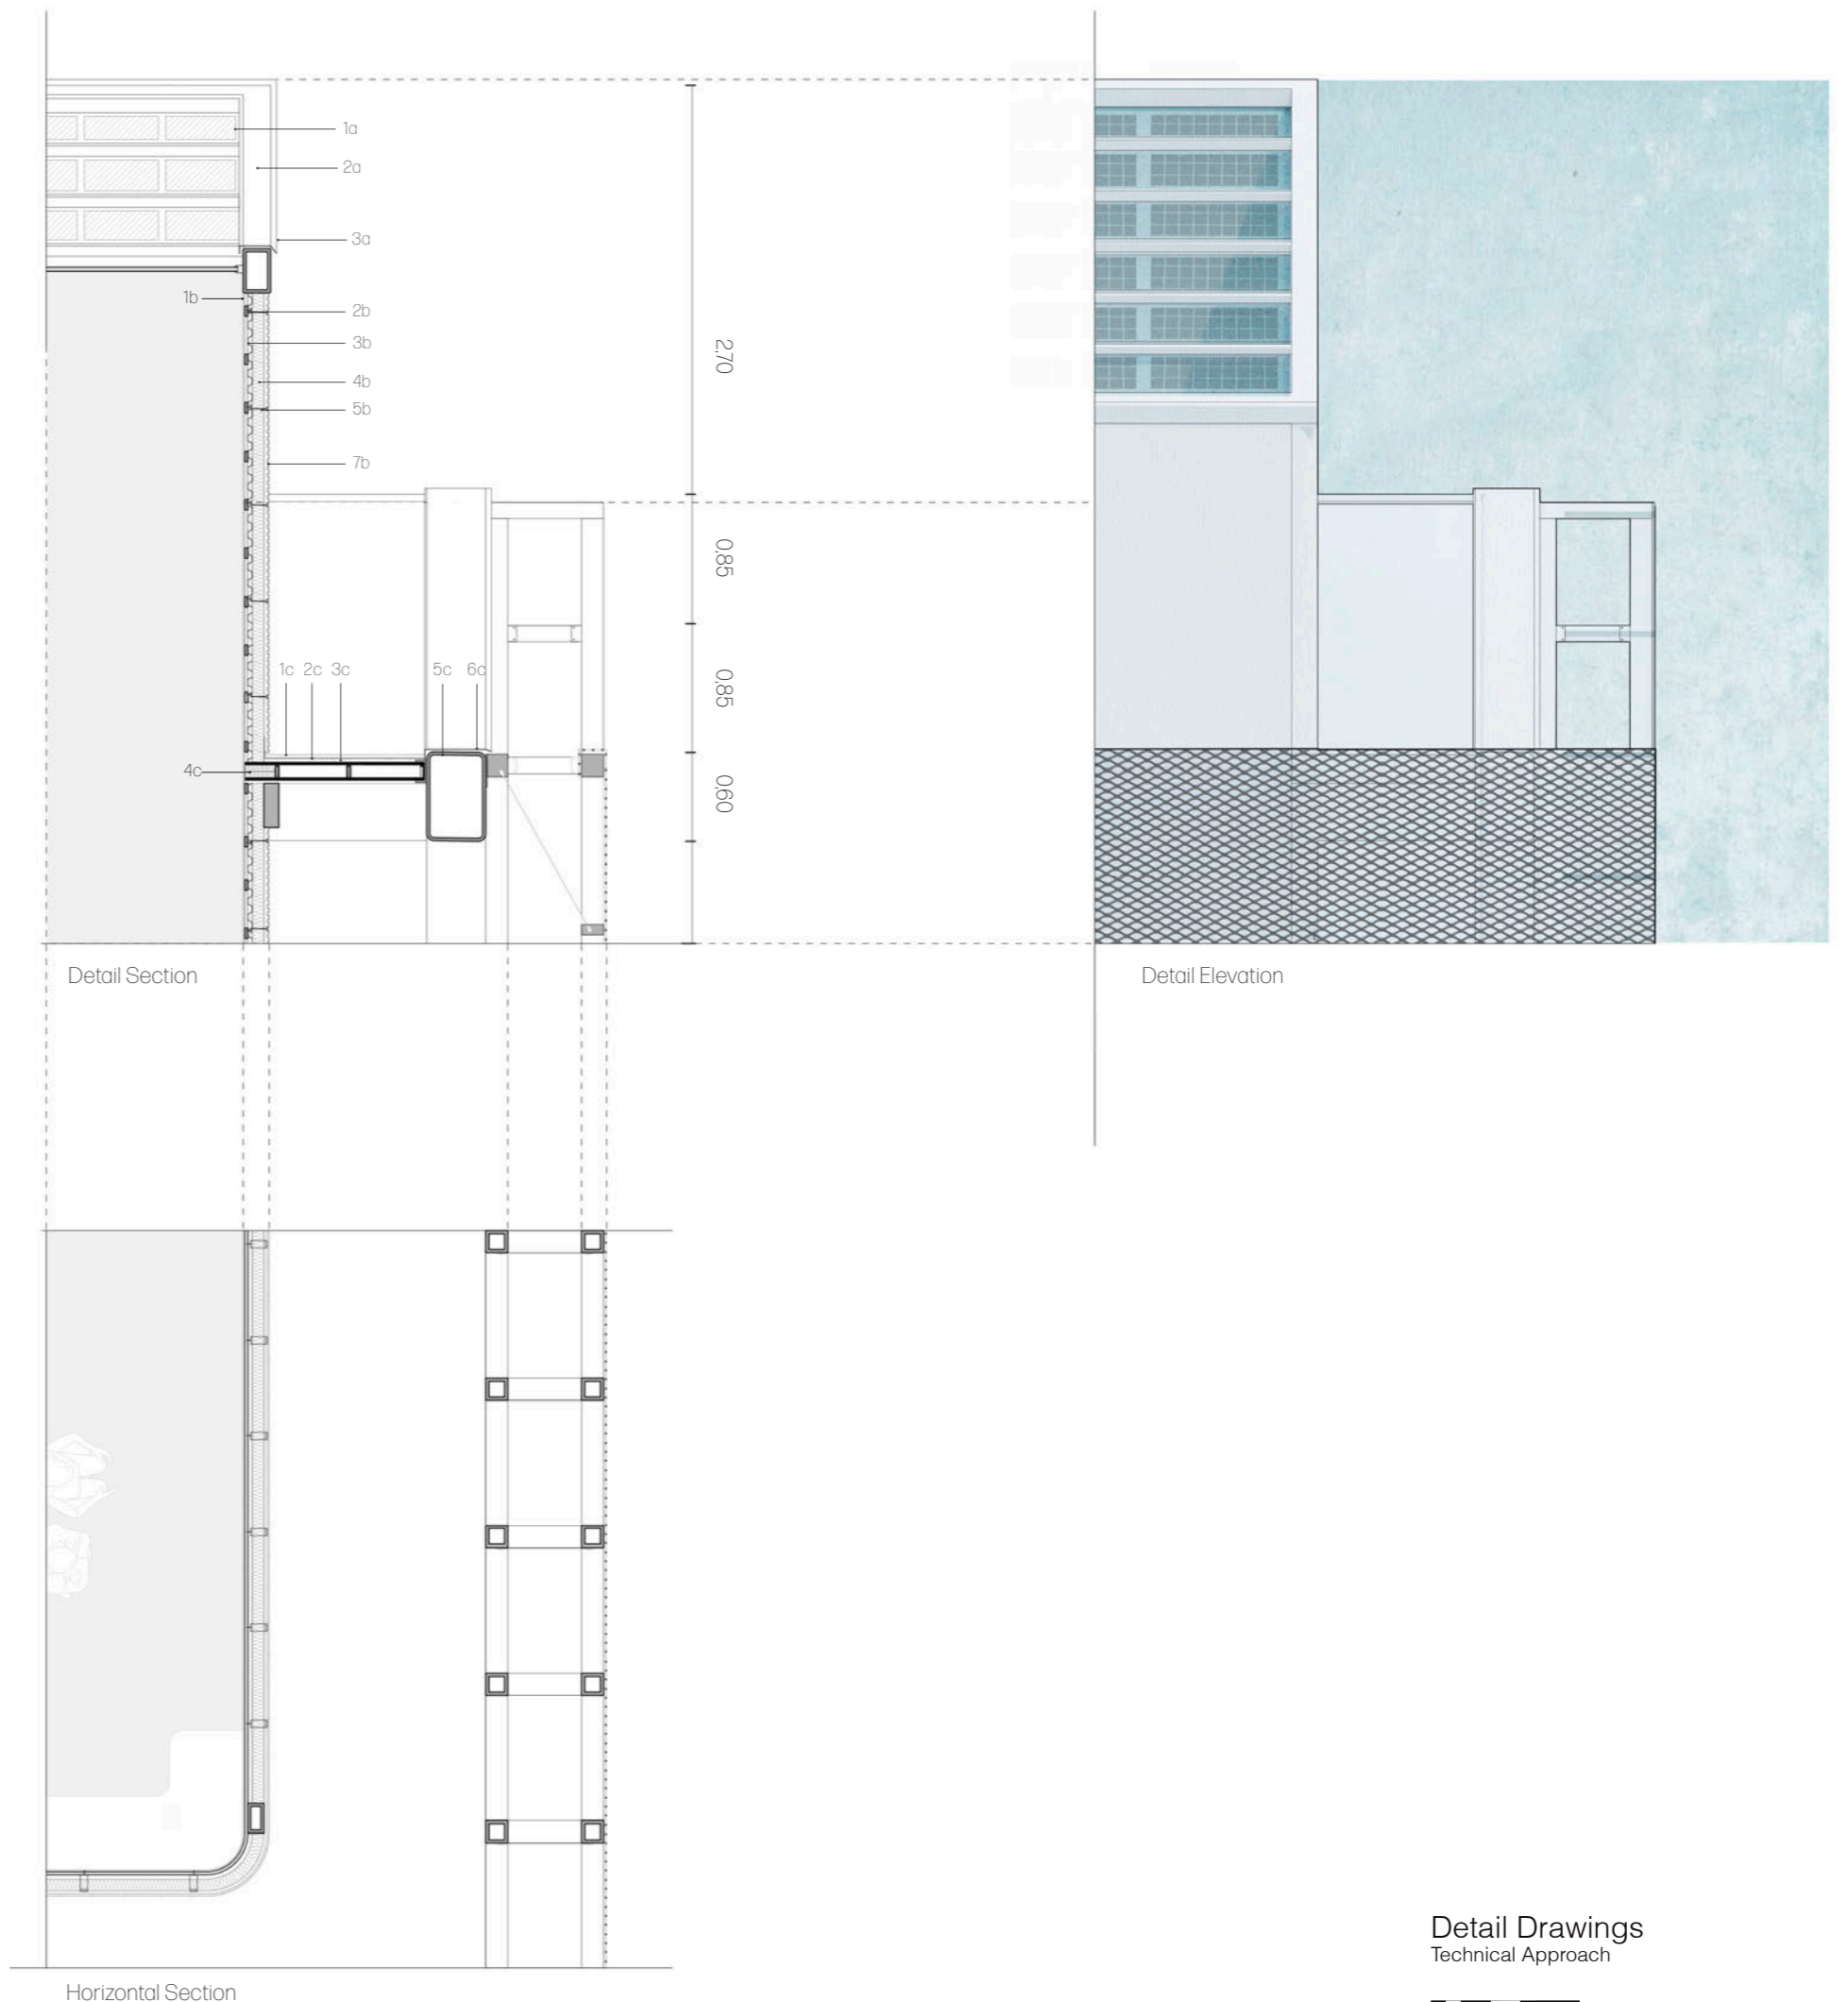 1a
2a
3a
1b
2b
3b
4b
5b
7b
2,70
0,85
1c 2c 3c 5c 6c
0,85
4c
0,60
Detail Section
Detail Elevation
Horizontal Section
Detail Drawings
Technical Approach